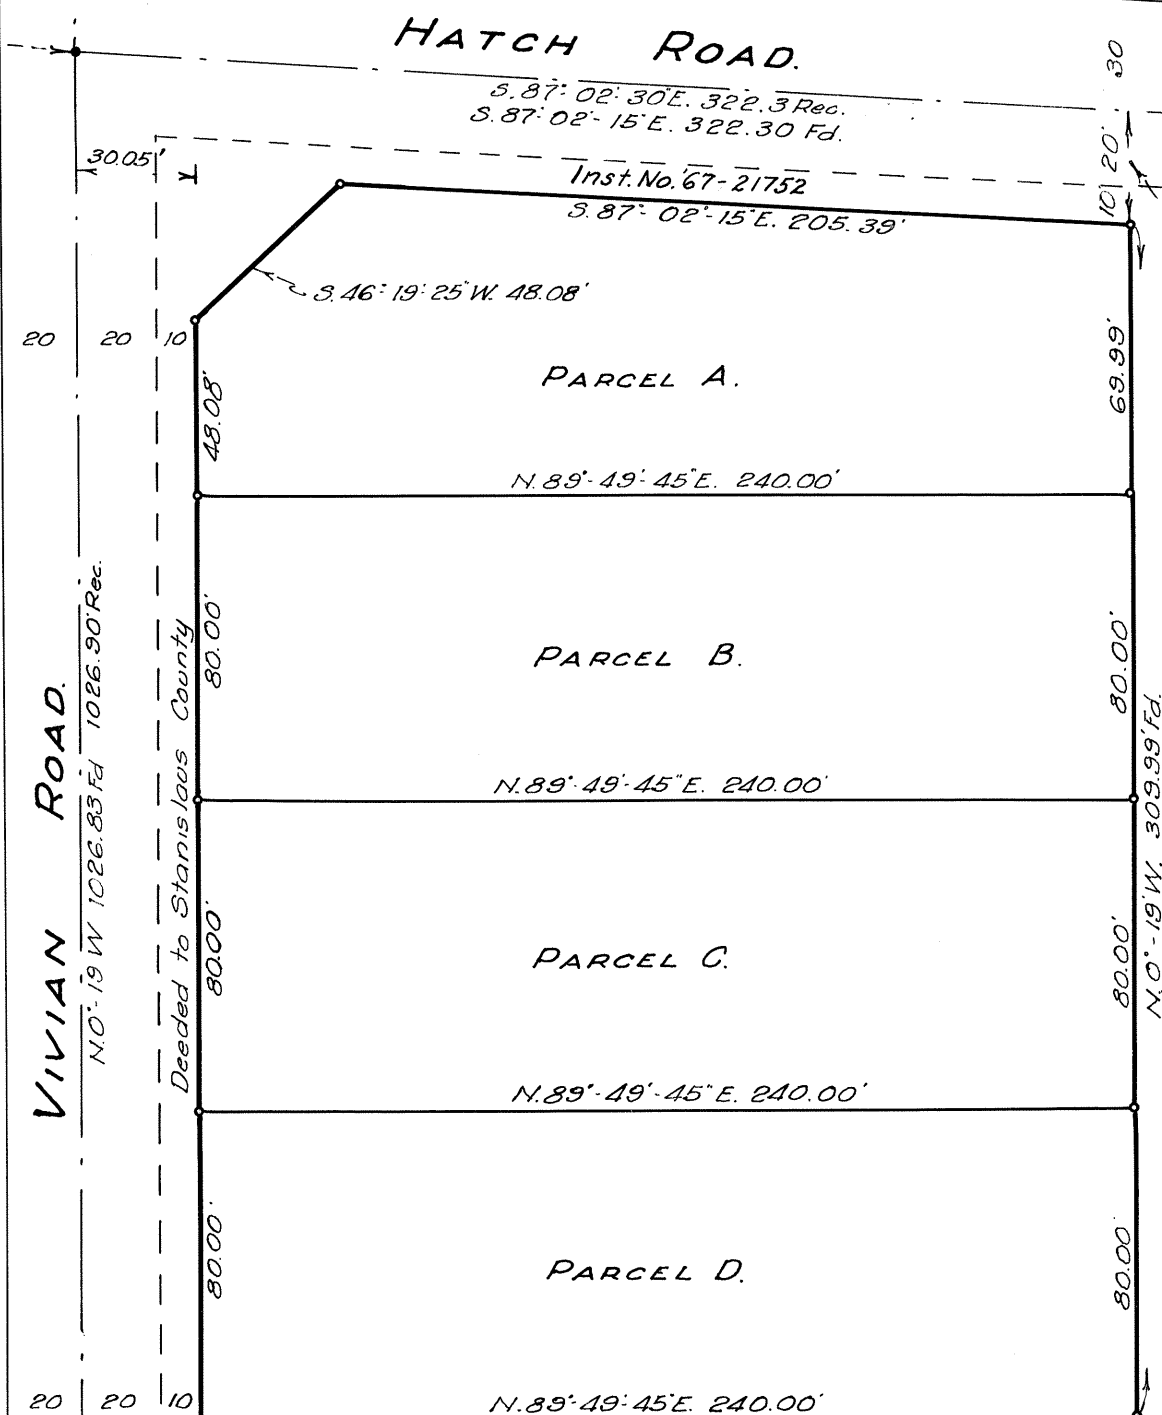 HATCH ROAD.
S. 87°- 02'- 30"E. 322.3 Rec.
S. 87°- 02'- 15"E. 322.30 Fd.
30
20'
10
30.05'
Inst. No. 67-21752
S. 87°- 02'- 15"E. 205.39'
S. 46°- 19'- 25"W. 48.08'
20 20 10
48.08'
PARCEL A.
69.99'
N. 89°- 49'- 45"E. 240.00'
80.00'
PARCEL B.
80.00'
N. 89°- 49'- 45"E. 240.00'
VIVIAN ROAD.
N.0°-19'W 1026.83 Fd 1026.90' Rec.
Deeded to Stanislaus County
80.00'
PARCEL C.
80.00'
N.0°-19'W. 309.99' Fd.
N. 89°- 49'- 45"E. 240.00'
80.00'
PARCEL D.
80.00'
20 20 10
N. 89°- 49'- 45"E. 240.00'